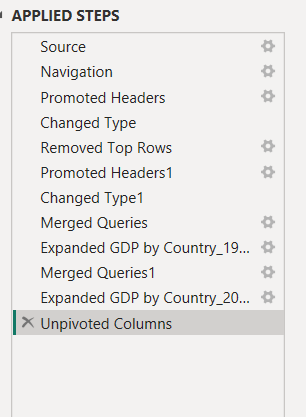 APPLIED STEPS
Source
Navigation
Promoted Headers
Changed Type
Removed Top Rows
Promoted Headers1
Changed Type1
Merged Queries
Expanded GDP by Country_19...
Merged Queries1
Expanded GDP by Country_20...
Unpivoted Columns